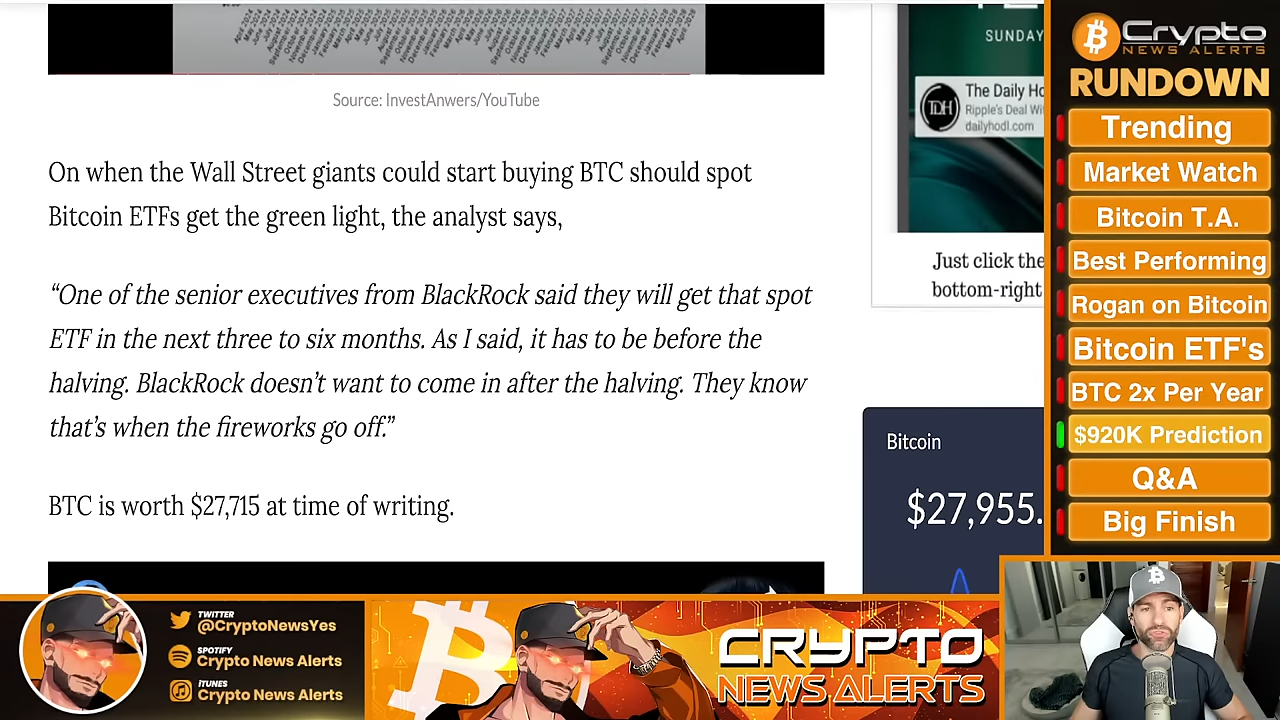 Source: InvestAnwers/YouTube
On when the Wall Street giants could start buying BTC should spot
Bitcoin ETFs get the green light, the analyst says,
“One of the senior executives from BlackRock said they will get that spot
ETF in the next three to six months. As I said, it has to be before the
halving. BlackRock doesn’t want to come in after the halving. They know
that’s when the fireworks go off.”
BTC is worth $27,715 at time of writing.
SUNDAY
TDH
The Daily Ho
Ripple's Deal Wi
dailyhodl.com
Just click the
bottom-right
Bitcoin
$27,955.
Crypto
NEWS ALERTS
RUNDOWN
Trending
Market Watch
Bitcoin T.A.
Best Performing
Rogan on Bitcoin
Bitcoin ETF's
BTC 2x Per Year
$920K Prediction
Q&A
Big Finish
TWITTER
@CryptoNewsYes
SPOTIFY
Crypto News Alerts
iTUNES
Crypto News Alerts
CRYPTO
NEWS ALERTS